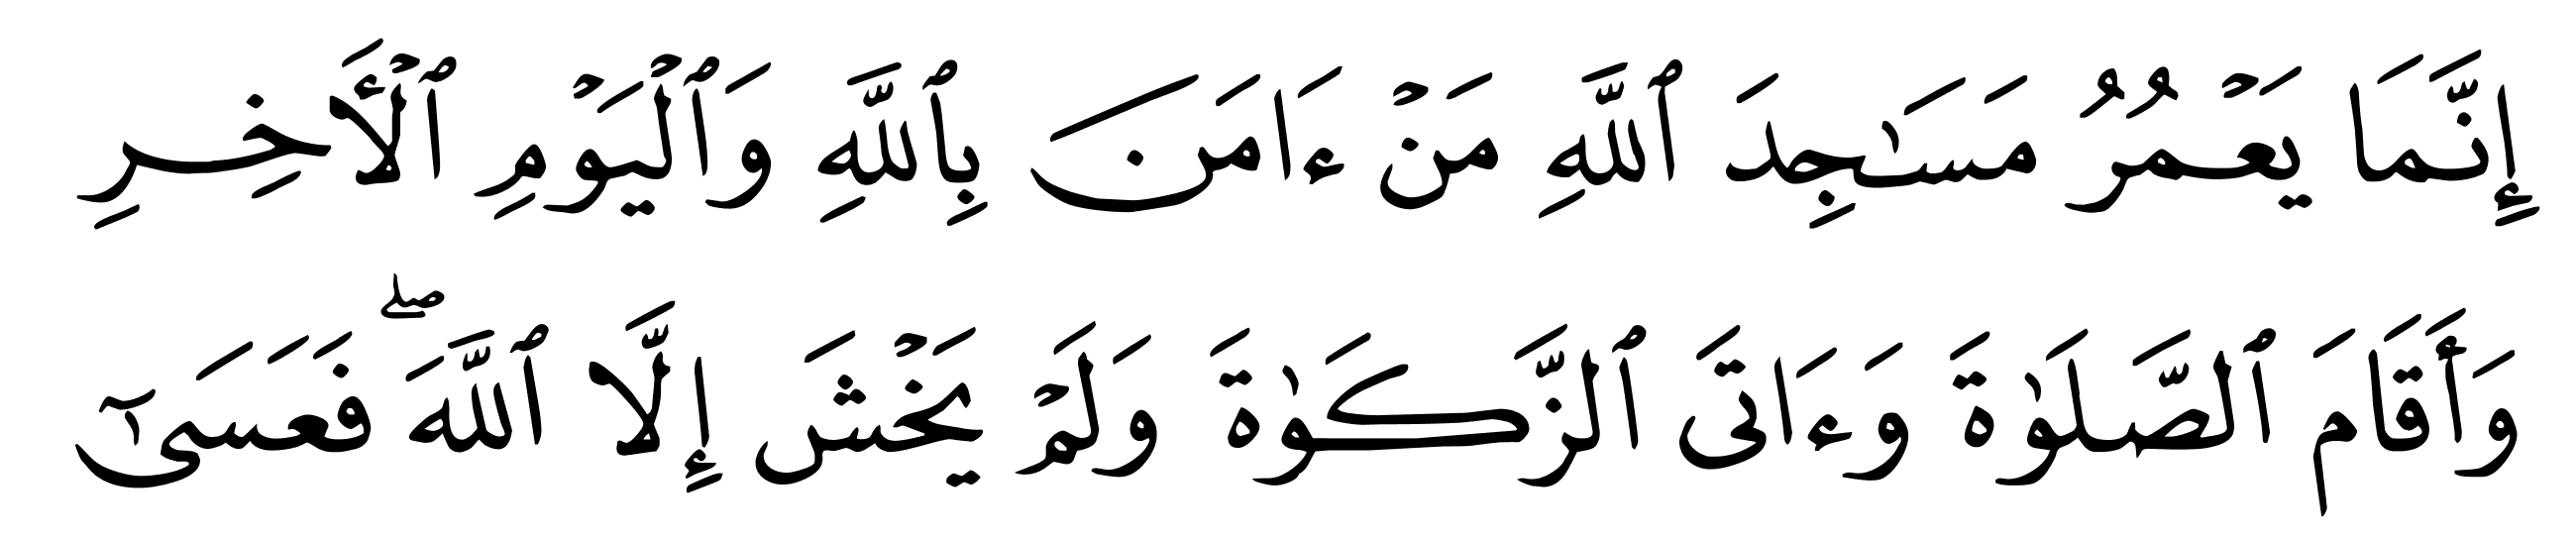 إِنَّمَا يَعۡمُرُ مَسَٰجِدَ ٱللَّهِ مَنۡ ءَامَنَ بِٱللَّهِ وَٱلۡيَوۡمِ ٱلۡأَخِرِ
وَأَقَامَ ٱلصَّلَوٰةَ وَءَاتَى ٱلزَّكَوٰةَ وَلَمۡ يَخۡشَ إِلَّا ٱللَّهَۖ فَعَسَىٰٓ